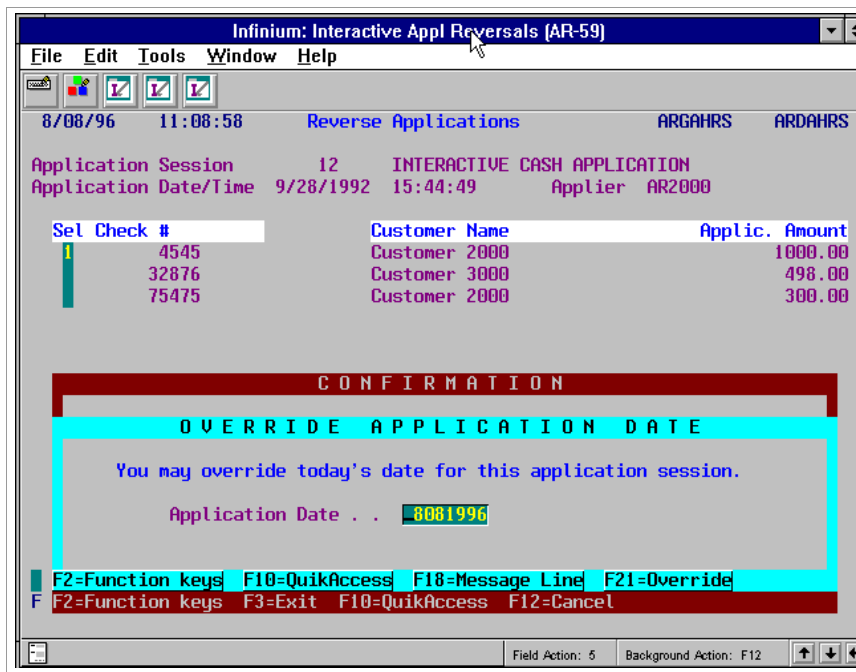 Infinium: Interactive Appl Reversals (AR-59)
File Edit Tools Window Help
8/08/96 11:08:58 Reverse Applications ARGAHRS ARDAHRS
Application Session 12 INTERACTIVE CASH APPLICATION
Application Date/Time 9/28/1992 15:44:49 Applier AR2000
Sel Check # Customer Name Applic. Amount
1 4545 Customer 2000 1000.00
32876 Customer 3000 498.00
75475 Customer 2000 300.00
C O N F I R M A T I O N
O V E R R I D E A P P L I C A T I O N D A T E
You may override today's date for this application session.
Application Date . . _8081996
F2=Function keys F10=QuikAccess F18=Message Line F21=Override
F F2=Function keys F3=Exit F10=QuikAccess F12=Cancel
Field Action: 5 Background Action: F12